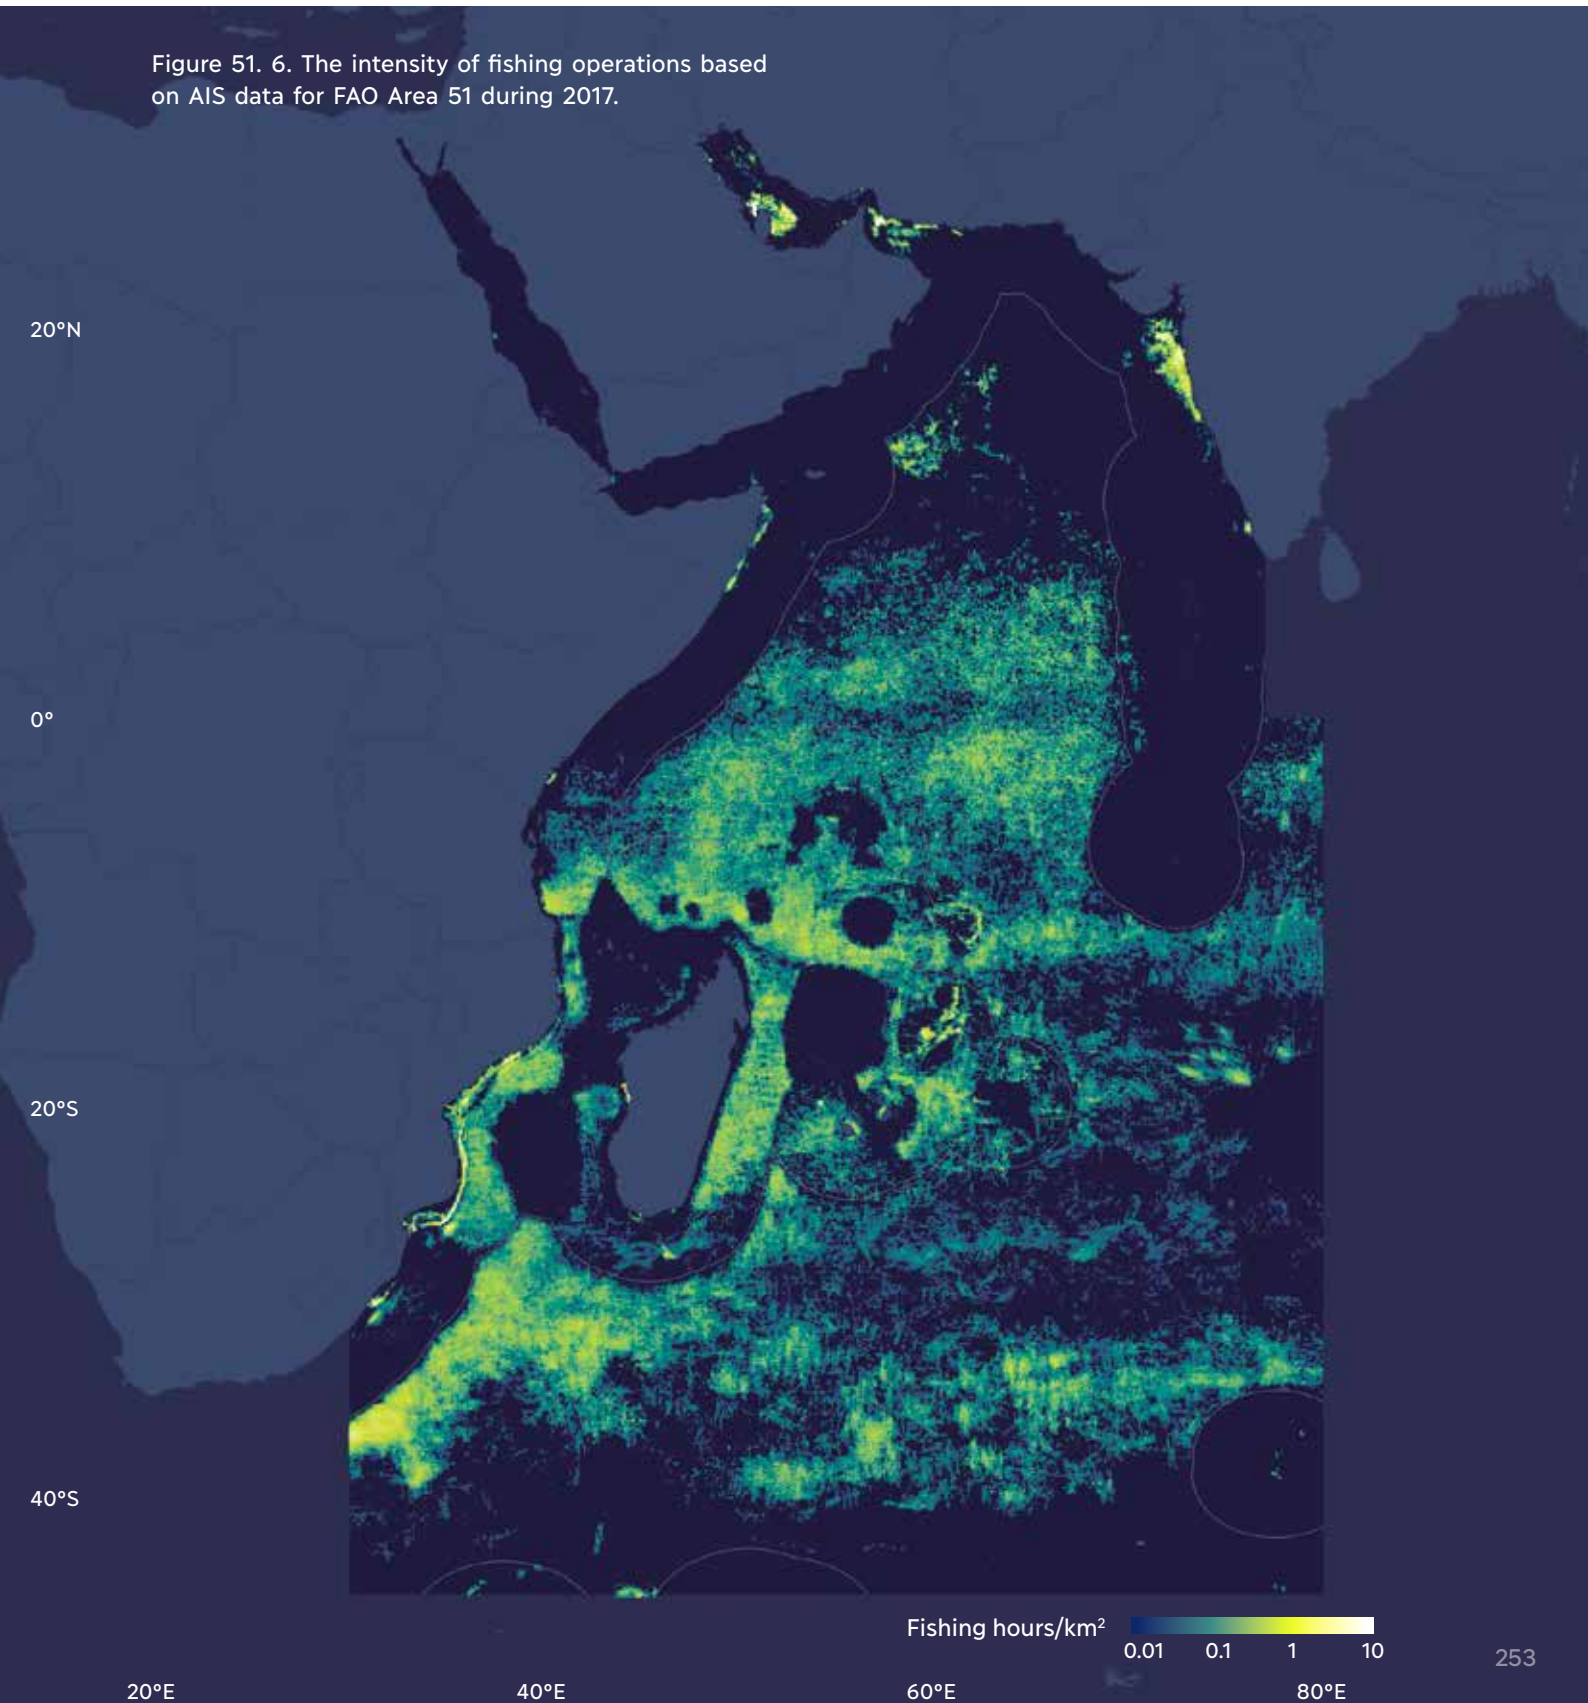 Figure 51. 6. The intensity of fishing operations based
on AIS data for FAO Area 51 during 2017.
20°N
0°
20°S
40°S
Fishing hours/km²
0.01 0.1 1 10
253
20°E 40°E 60°E 80°E